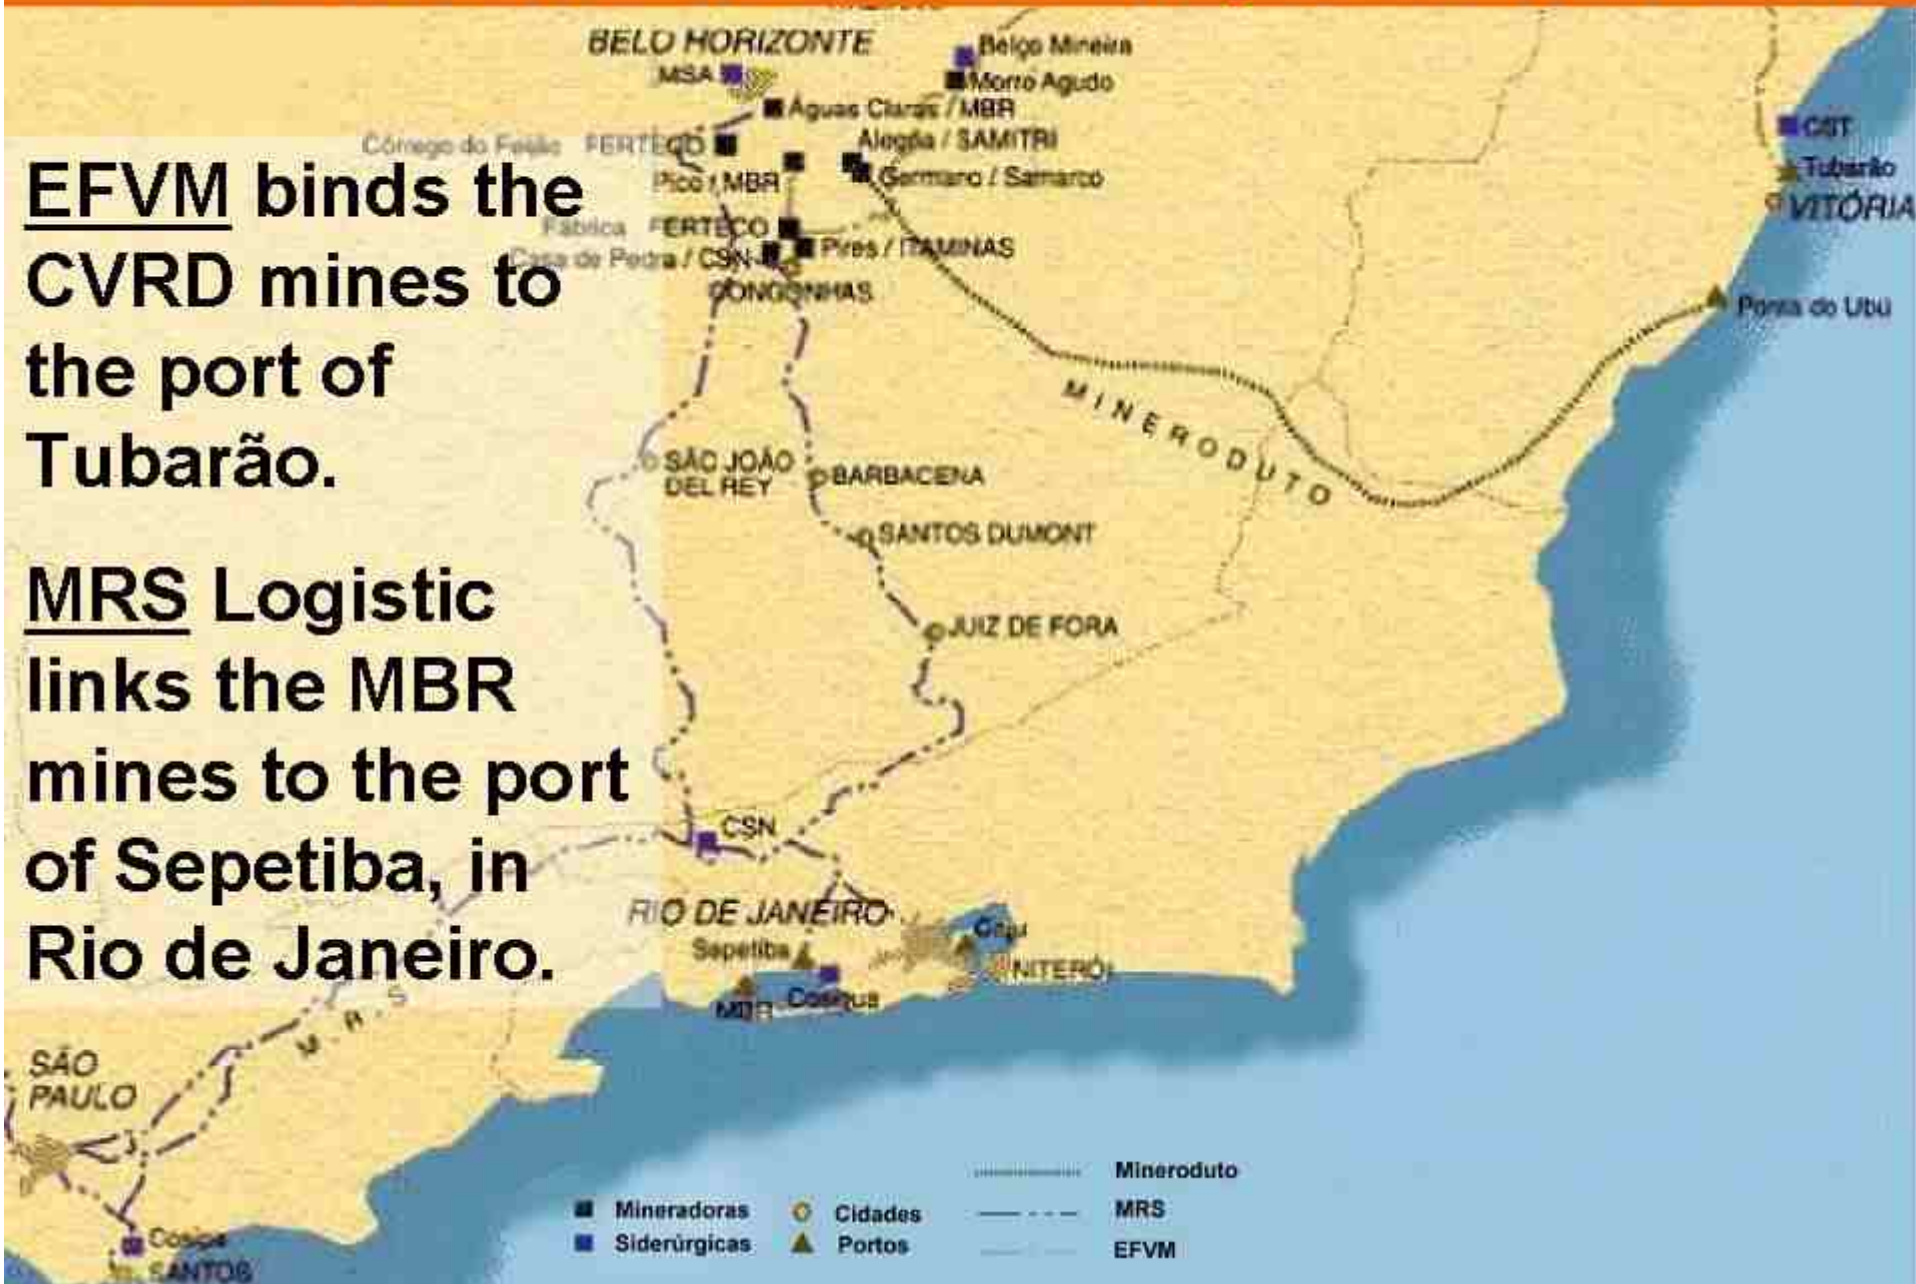 BELO HORIZONTE
MSA
Belgo Mineira
Morro Agudo
Águas Claras / MBR
Córrego do Feijão FERTECO
Alegria / SAMITRI
Pico / MBR
Germano / Samarco
Fábrica FERTECO
Pires / ITAMINAS
Casa de Pedra / CSN
CONGONHAS
CST
Tubarão
VITÓRIA
Ponta do Ubú
EFVM binds the
CVRD mines to
the port of
Tubarão.
MRS Logistic
links the MBR
mines to the port
of Sepetiba, in
Rio de Janeiro.
MINERODUTO
SÃO JOÃO
DEL REY
BARBACENA
SANTOS DUMONT
JUIZ DE FORA
CSN
RIO DE JANEIRO
Sepetiba
Caju
NITERÓI
MBR
Cosigua
M.R.S
SÃO
PAULO
Cosipa
SANTOS
Mineradoras
Siderúrgicas
Cidades
Portos
Mineroduto
MRS
EFVM